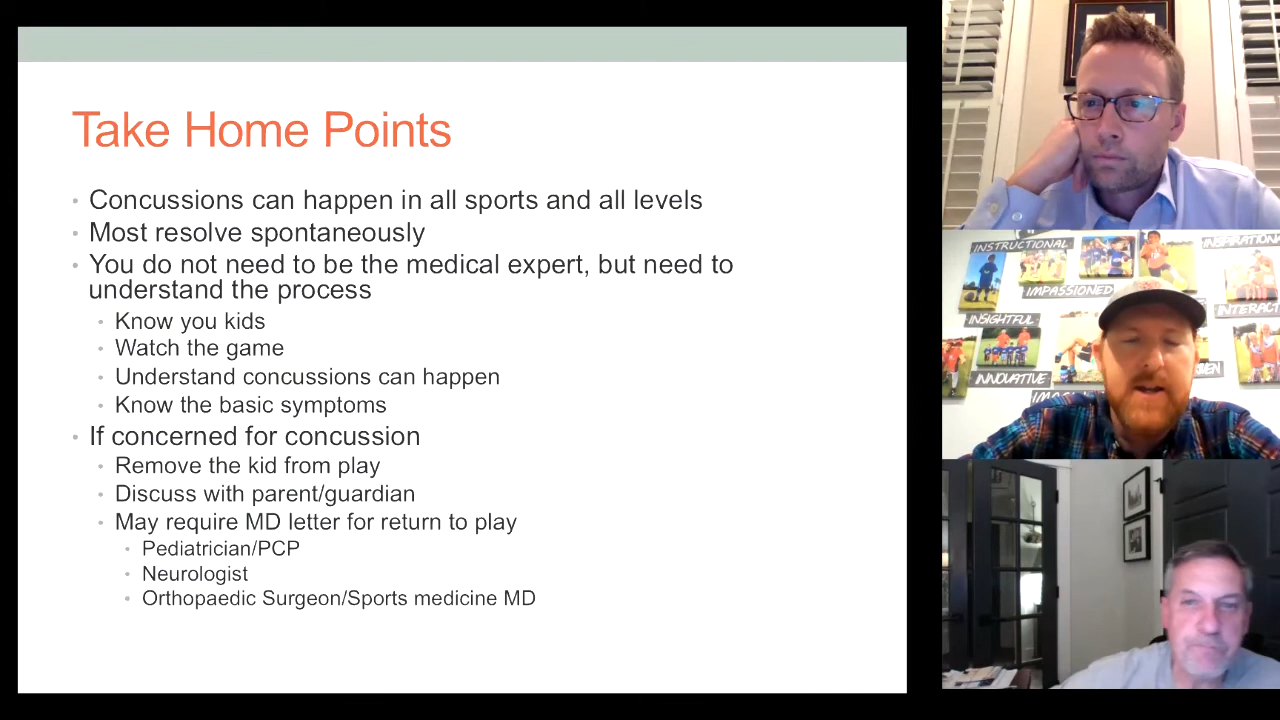 Take Home Points
• Concussions can happen in all sports and all levels
• Most resolve spontaneously
• You do not need to be the medical expert, but need to
understand the process
• Know you kids
• Watch the game
• Understand concussions can happen
• Know the basic symptoms
• If concerned for concussion
• Remove the kid from play
• Discuss with parent/guardian
• May require MD letter for return to play
• Pediatrician/PCP
• Neurologist
• Orthopaedic Surgeon/Sports medicine MD
INSTRUCTIONAL
IMPASSIONED
INSIGHTFUL
INNOVATIVE